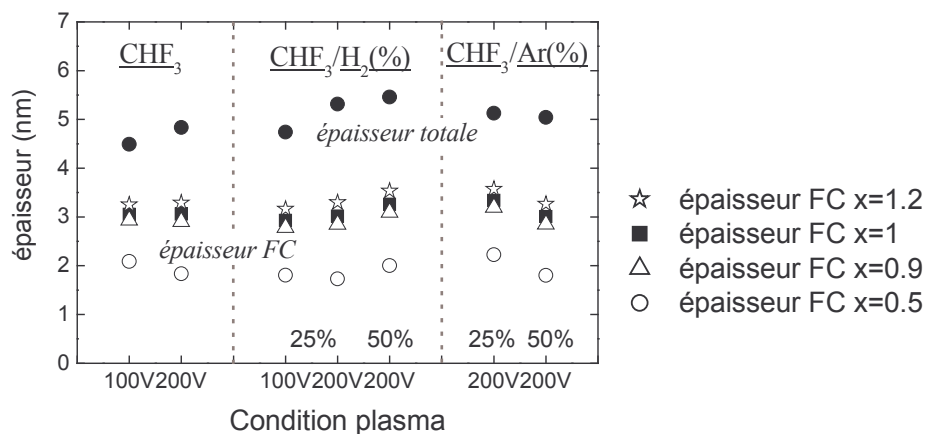 7
6
5
4
3
2
1
0
épaisseur (nm)
CHF3
CHF3/H2(%)
CHF3/Ar(%)
épaisseur totale
épaisseur FC
25%
50%
25%
50%
100V200V
100V200V200V
200V200V
Condition plasma
épaisseur FC x=1.2
épaisseur FC x=1
épaisseur FC x=0.9
épaisseur FC x=0.5